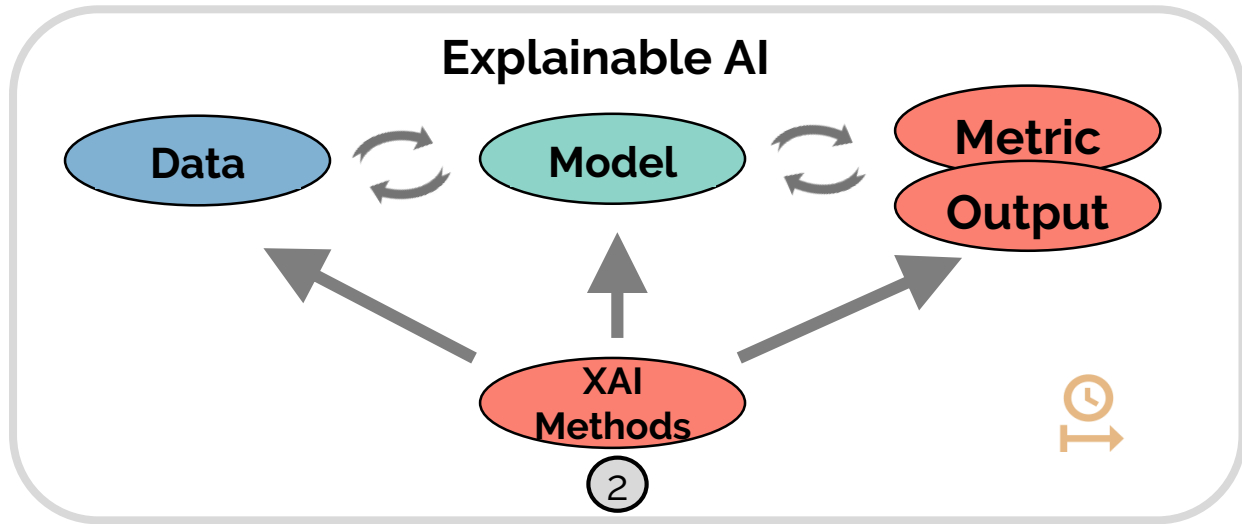 Explainable AI
Data
Model
Metric
Output
XAI
Methods
2